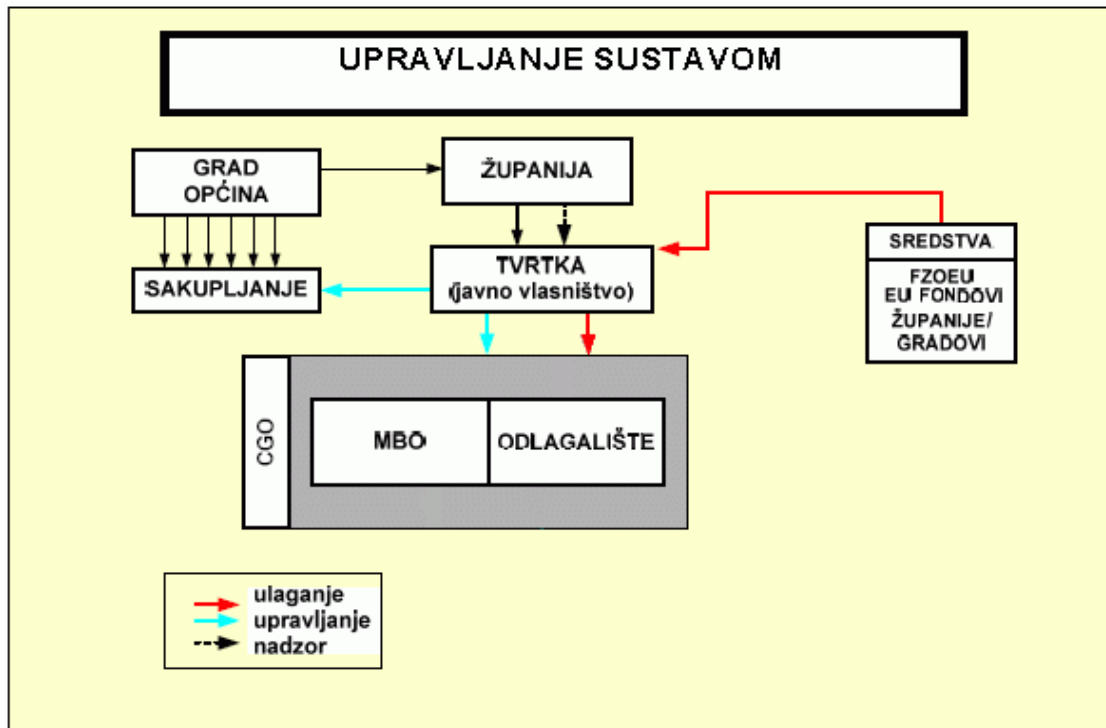 UPRAVLJANJE SUSTAVOM
GRAD
OPĆINA
ŽUPANIJA
SREDSTVA
FZOEU
EU FONDOVI
ŽUPANIJE/
GRADOVI
SAKUPLJANJE
TVRTKA
(javno vlasništvo)
CGO
MBO
ODLAGALIŠTE
ulaganje
upravljanje
nadzor